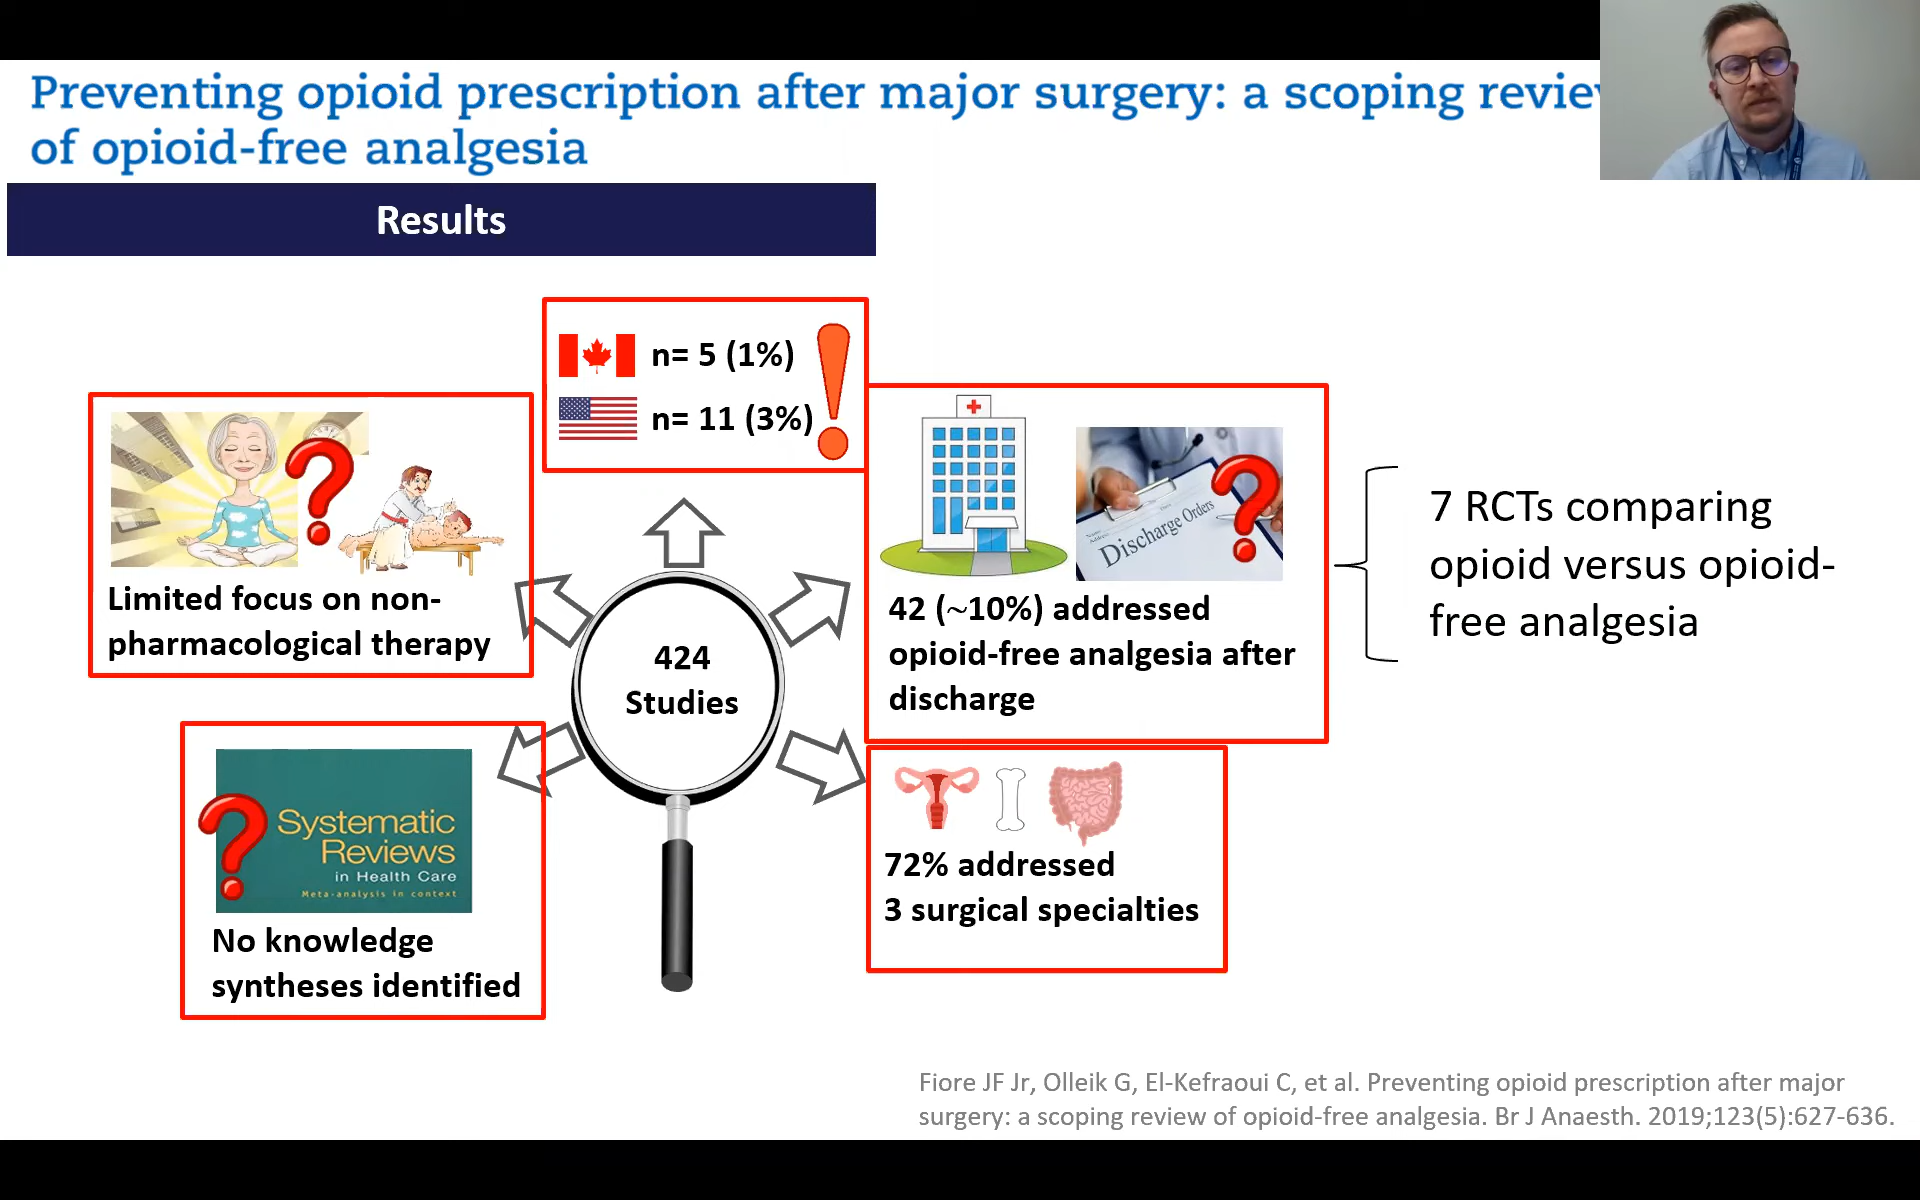 Preventing opioid prescription after major surgery: a scoping
of opioid-free analgesia
Results
n= 5 (1%)
n= 11 (3%)
Limited focus on non-
pharmacological therapy
424
Studies
Discharge Orders
42 (~10%) addressed
opioid-free analgesia after
discharge
7 RCTs comparing
opioid versus opioid-
free analgesia
Systematic
Reviews
in Health Care
Meta-analysis in context
No knowledge
syntheses identified
72% addressed
3 surgical specialties
Fiore JF Jr, Olleik G, El-Kefraoui C, et al. Preventing opioid prescription after major
surgery: a scoping review of opioid-free analgesia. Br J Anaesth. 2019;123(5):627-636.